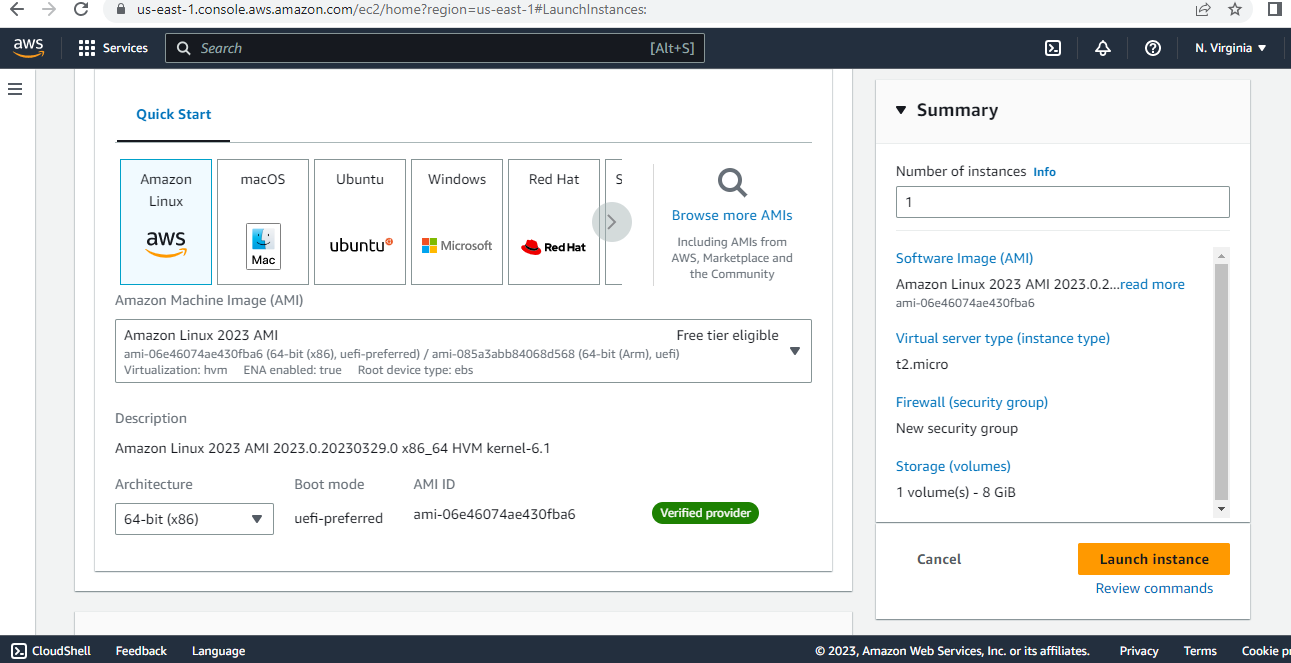 us-east-1.console.aws.amazon.com/ec2/home?region=us-east-1#LaunchInstances:
aws Services Search [Alt+S] N. Virginia
Quick Start
Amazon Linux
aws
macOS
Mac
Ubuntu
ubuntu
Windows
Microsoft
Red Hat
Red Hat
S
Browse more AMIs
Including AMIs from
AWS, Marketplace and
the Community
Amazon Machine Image (AMI)
Amazon Linux 2023 AMI Free tier eligible
ami-06e46074ae430fba6 (64-bit (x86), uefi-preferred) / ami-085a3abb84068d568 (64-bit (Arm), uefi)
Virtualization: hvm ENA enabled: true Root device type: ebs
Description
Amazon Linux 2023 AMI 2023.0.20230329.0 x86_64 HVM kernel-6.1
Architecture Boot mode AMI ID
64-bit (x86) uefi-preferred ami-06e46074ae430fba6 Verified provider
Summary
Number of instances Info
1
Software Image (AMI)
Amazon Linux 2023 AMI 2023.0.2...read more
ami-06e46074ae430fba6
Virtual server type (instance type)
t2.micro
Firewall (security group)
New security group
Storage (volumes)
1 volume(s) - 8 GiB
Cancel Launch instance
Review commands
CloudShell Feedback Language © 2023, Amazon Web Services, Inc. or its affiliates. Privacy Terms Cookie pr